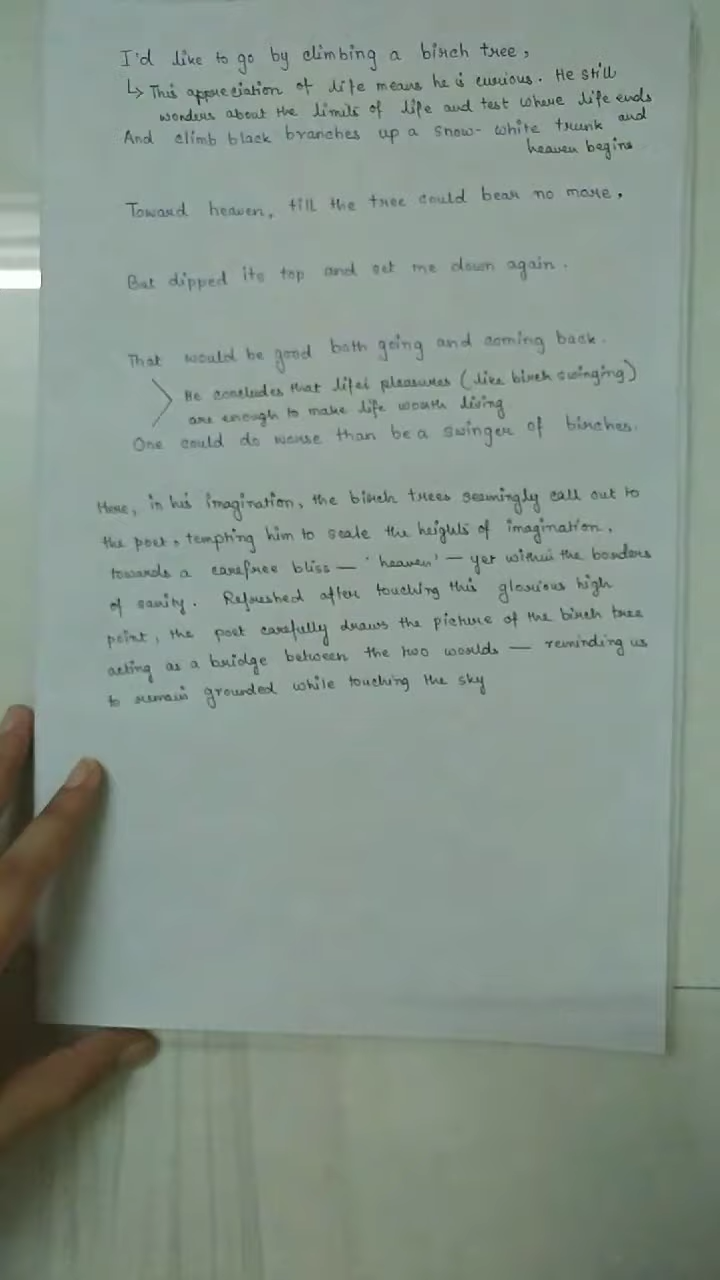 I'd like to go by climbing a birch tree,
↳ This appreciation of life means he is curious. He still
wonders about the limits of life and test where life ends
and
And climb black branches up a snow-white trunk
heaven begins
Toward heaven, till the tree could bear no more,
But dipped its top and set me down again.
That would be good both going and coming back.
He concludes that life's pleasures (like birch swinging)
are enough to make life worth living
One could do worse than be a swinger of birches.
Here, in his imagination, the birch trees seemingly call out to
the poet, tempting him to scale the heights of imagination,
towards a carefree bliss — 'heaven' — yet within the borders
of sanity. Refreshed after touching this glorious high
point, the poet carefully draws the picture of the birch tree
acting as a bridge between the two worlds — reminding us
to remain grounded while touching the sky